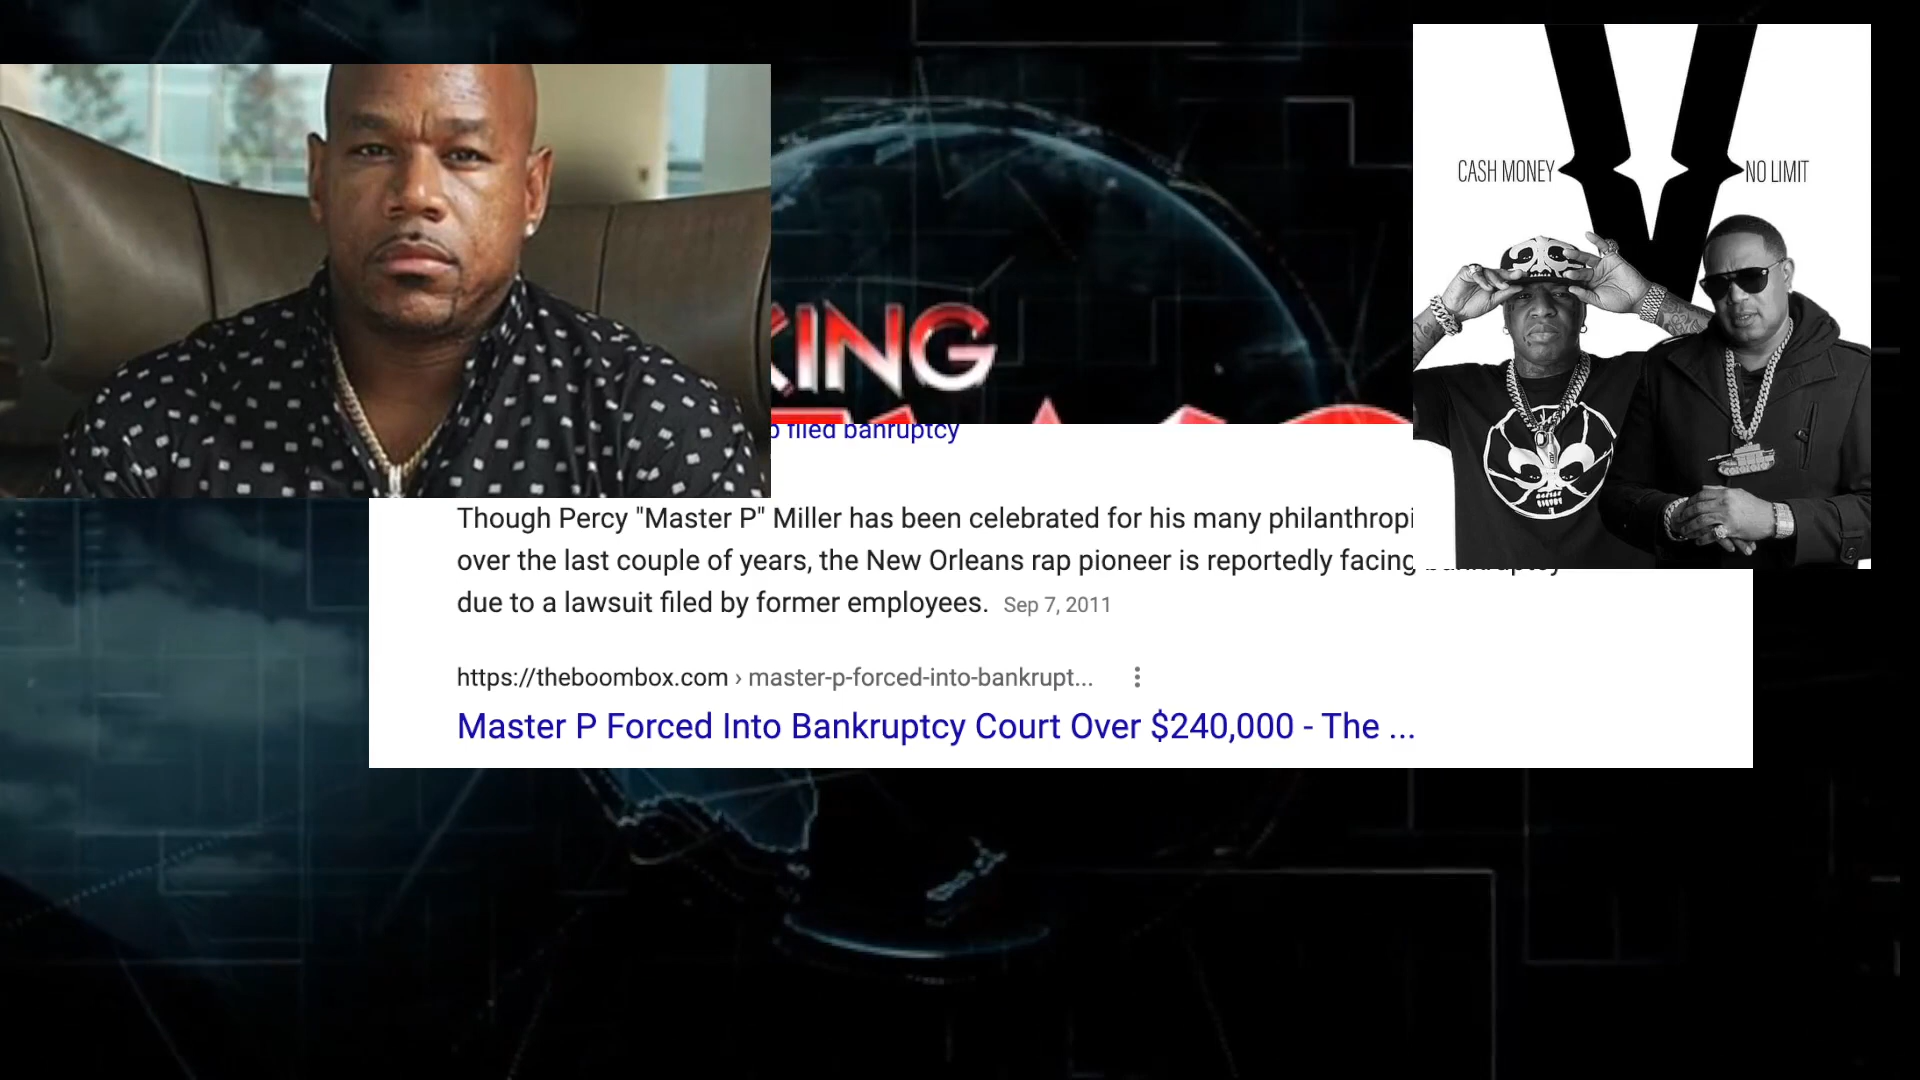 CASH MONEY
NO LIMIT
KING
filed bankruptcy
Though Percy "Master P" Miller has been celebrated for his many philanthropi
over the last couple of years, the New Orleans rap pioneer is reportedly facing bankruptcy
due to a lawsuit filed by former employees. Sep 7, 2011
https://theboombox.com › master-p-forced-into-bankrupt...
Master P Forced Into Bankruptcy Court Over $240,000 - The ...